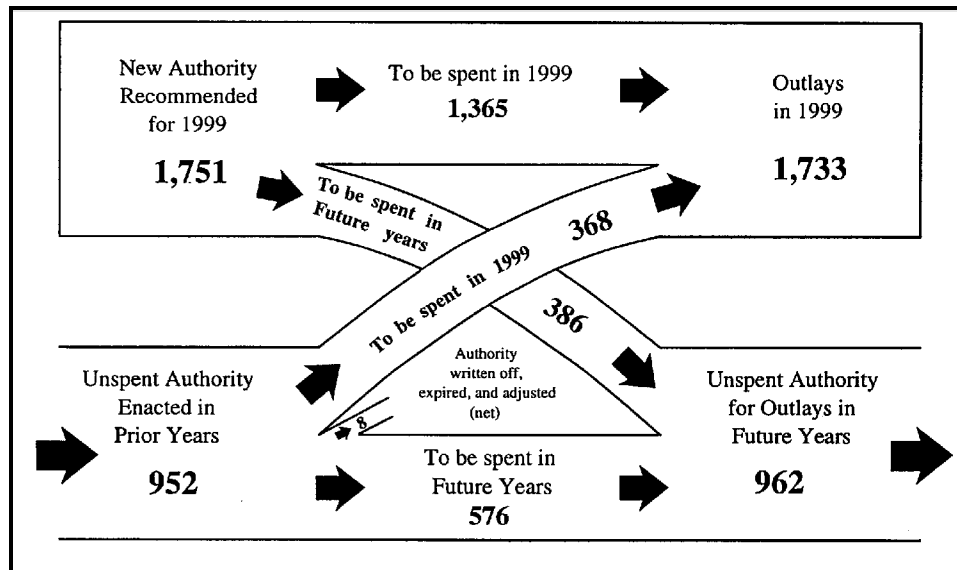 New Authority
Recommended
for 1999
1,751
To be spent in 1999
1,365
Outlays
in 1999
1,733
To be spent in
Future years
386
To be spent in 1999 368
Unspent Authority
Enacted in
Prior Years
952
Authority
written off,
expired, and adjusted
(net)
8
To be spent in
Future Years
576
Unspent Authority
for Outlays in
Future Years
962